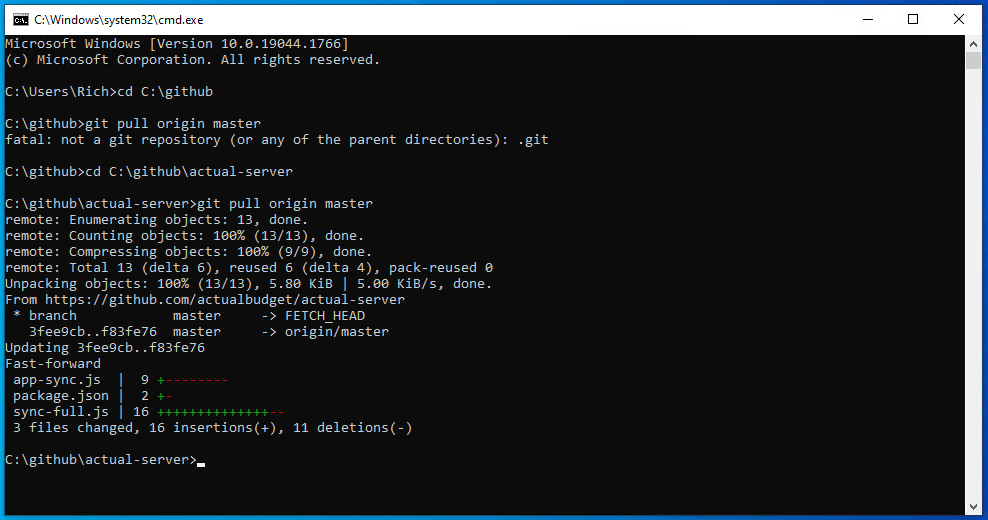 C:\Windows\system32\cmd.exe
Microsoft Windows [Version 10.0.19044.1766]
(c) Microsoft Corporation. All rights reserved.
C:\Users\Rich>cd C:\github
C:\github>git pull origin master
fatal: not a git repository (or any of the parent directories): .git
C:\github>cd C:\github\actual-server
C:\github\actual-server>git pull origin master
remote: Enumerating objects: 13, done.
remote: Counting objects: 100% (13/13), done.
remote: Compressing objects: 100% (9/9), done.
remote: Total 13 (delta 6), reused 6 (delta 4), pack-reused 0
Unpacking objects: 100% (13/13), 5.80 KiB | 5.00 KiB/s, done.
From https://github.com/actualbudget/actual-server
 * branch            master     -> FETCH_HEAD
   3fee9cb..f83fe76  master     -> origin/master
Updating 3fee9cb..f83fe76
Fast-forward
 app-sync.js  |  9 +--------
 package.json |  2 +-
 sync-full.js | 16 ++++++++++++++--
 3 files changed, 16 insertions(+), 11 deletions(-)
C:\github\actual-server>